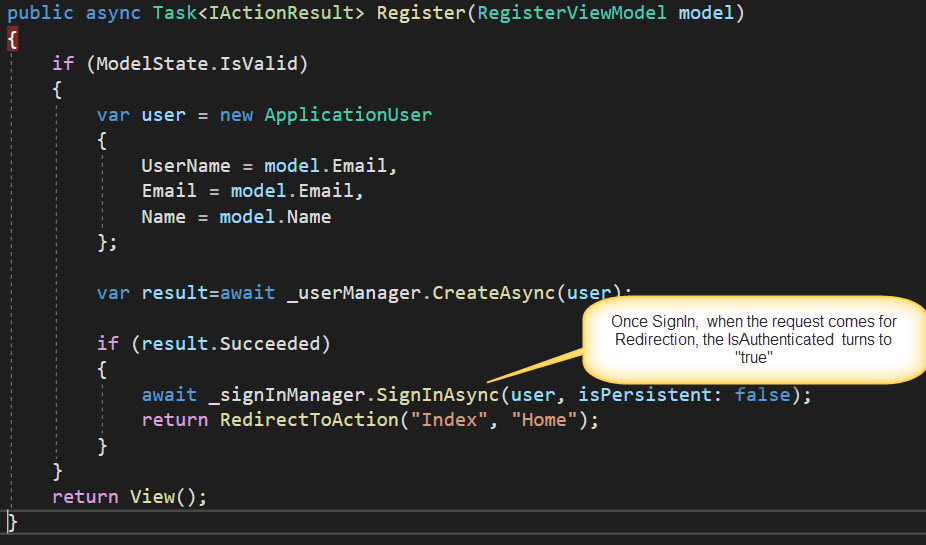 public async Task<IActionResult> Register(RegisterViewModel model)
{
if (ModelState.IsValid)
{
var user = new ApplicationUser
{
UserName = model.Email,
Email = model.Email,
Name = model.Name
};
var result=await _userManager.CreateAsync(user);
if (result.Succeeded)
{
await _signInManager.SignInAsync(user, isPersistent: false);
return RedirectToAction("Index", "Home");
}
}
return View();
}
Once SignIn, when the request comes for
Redirection, the IsAuthenticated turns to
"true"